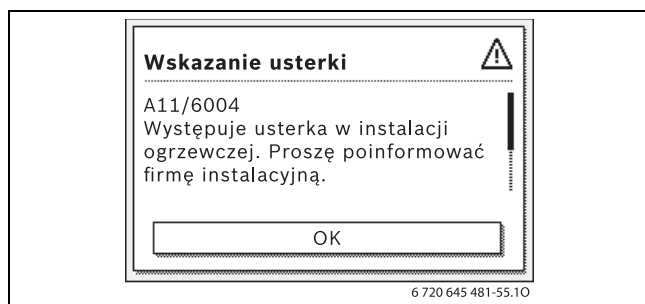 Wskazanie usterki
A11/6004
Występuje usterka w instalacji
ogrzewczej. Proszę poinformować
firmę instalacyjną.
OK
6 720 645 481-55.1O